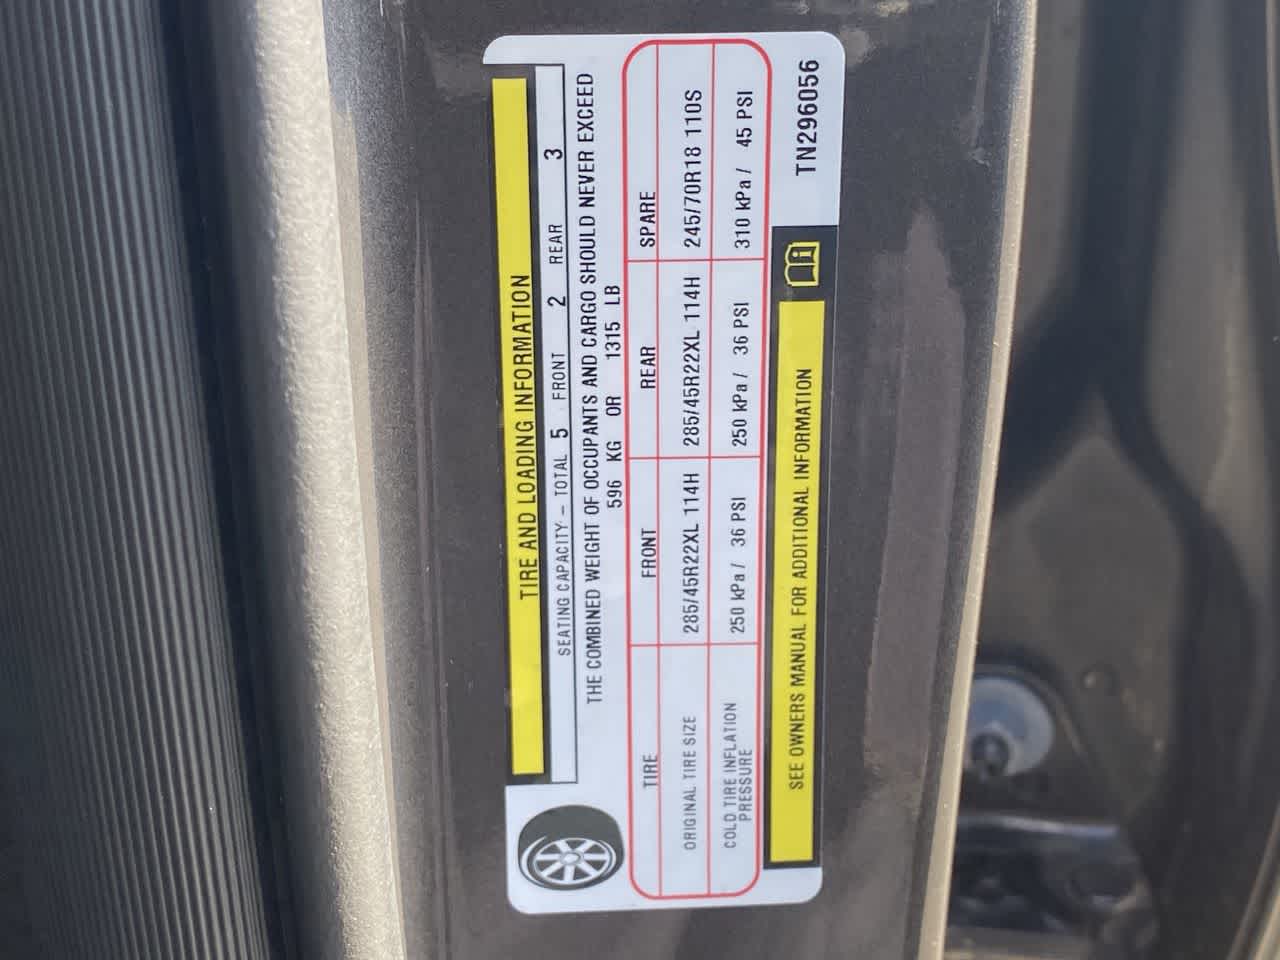 TIRE AND LOADING INFORMATION
SEATING CAPACITY – TOTAL 5 FRONT 2 REAR 3
THE COMBINED WEIGHT OF OCCUPANTS AND CARGO SHOULD NEVER EXCEED
596 KG OR 1315 LB
TIRE FRONT REAR SPARE
ORIGINAL TIRE SIZE 285/45R22XL 114H 285/45R22XL 114H 245/70R18 110S
COLD TIRE INFLATION PRESSURE 250 kPa / 36 PSI 250 kPa / 36 PSI 310 kPa / 45 PSI
SEE OWNERS MANUAL FOR ADDITIONAL INFORMATION
TN296056